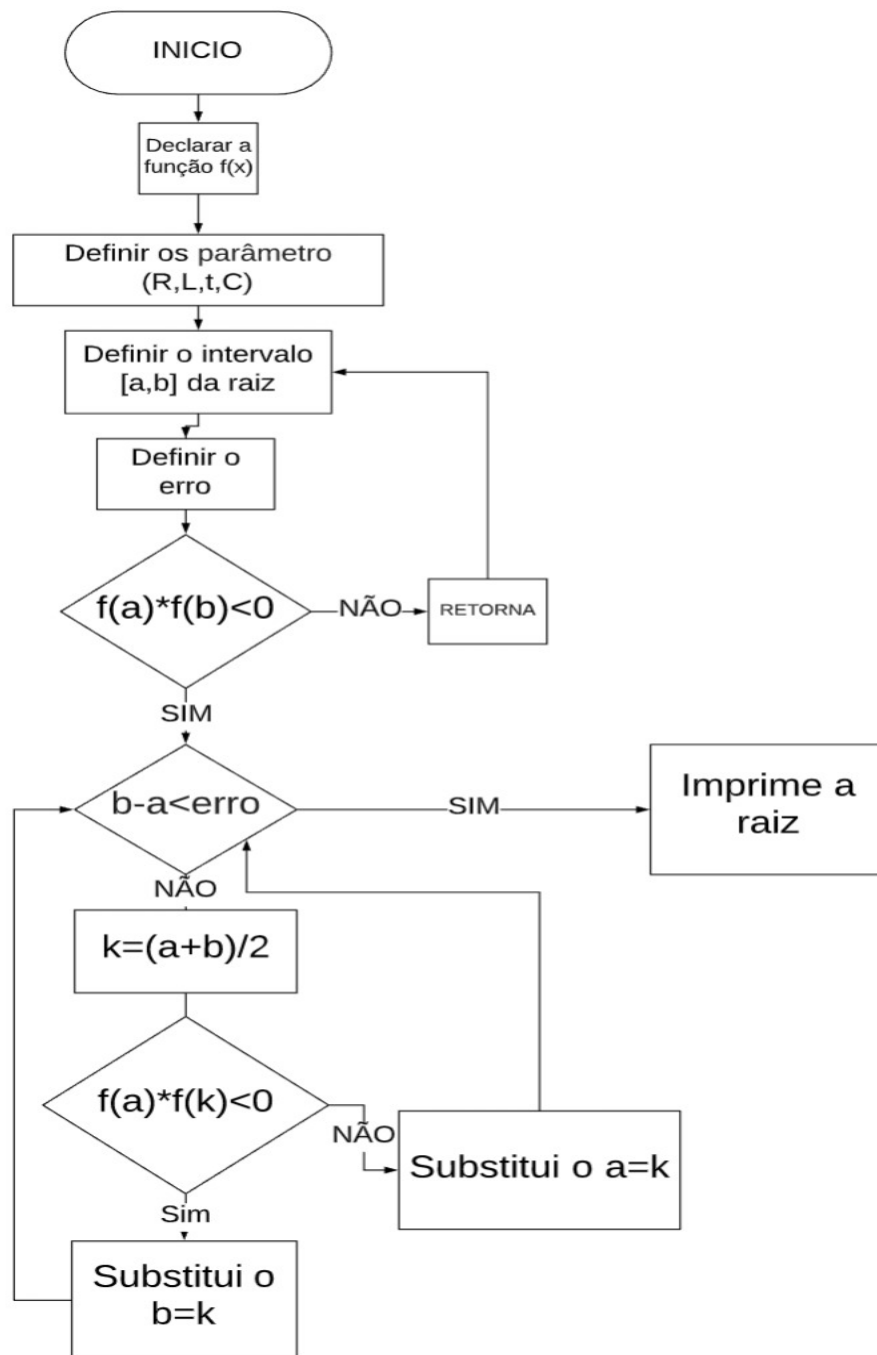 INICIO
Declarar a
função f(x)
Definir os parâmetro
(R,L,t,C)
Definir o intervalo
[a,b] da raiz
Definir o
erro
f(a)*f(b)<0
NÃO
RETORNA
SIM
b-a<erro
SIM
Imprime a
raiz
NÃO
k=(a+b)/2
f(a)*f(k)<0
NÃO
Substitui o a=k
Sim
Substitui o
b=k